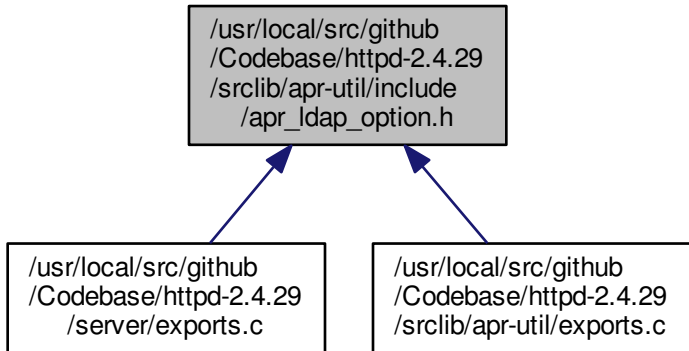 /usr/local/src/github
/Codebase/httpd-2.4.29
/srclib/apr-util/include
/apr_ldap_option.h
/usr/local/src/github
/Codebase/httpd-2.4.29
/server/exports.c
/usr/local/src/github
/Codebase/httpd-2.4.29
/srclib/apr-util/exports.c